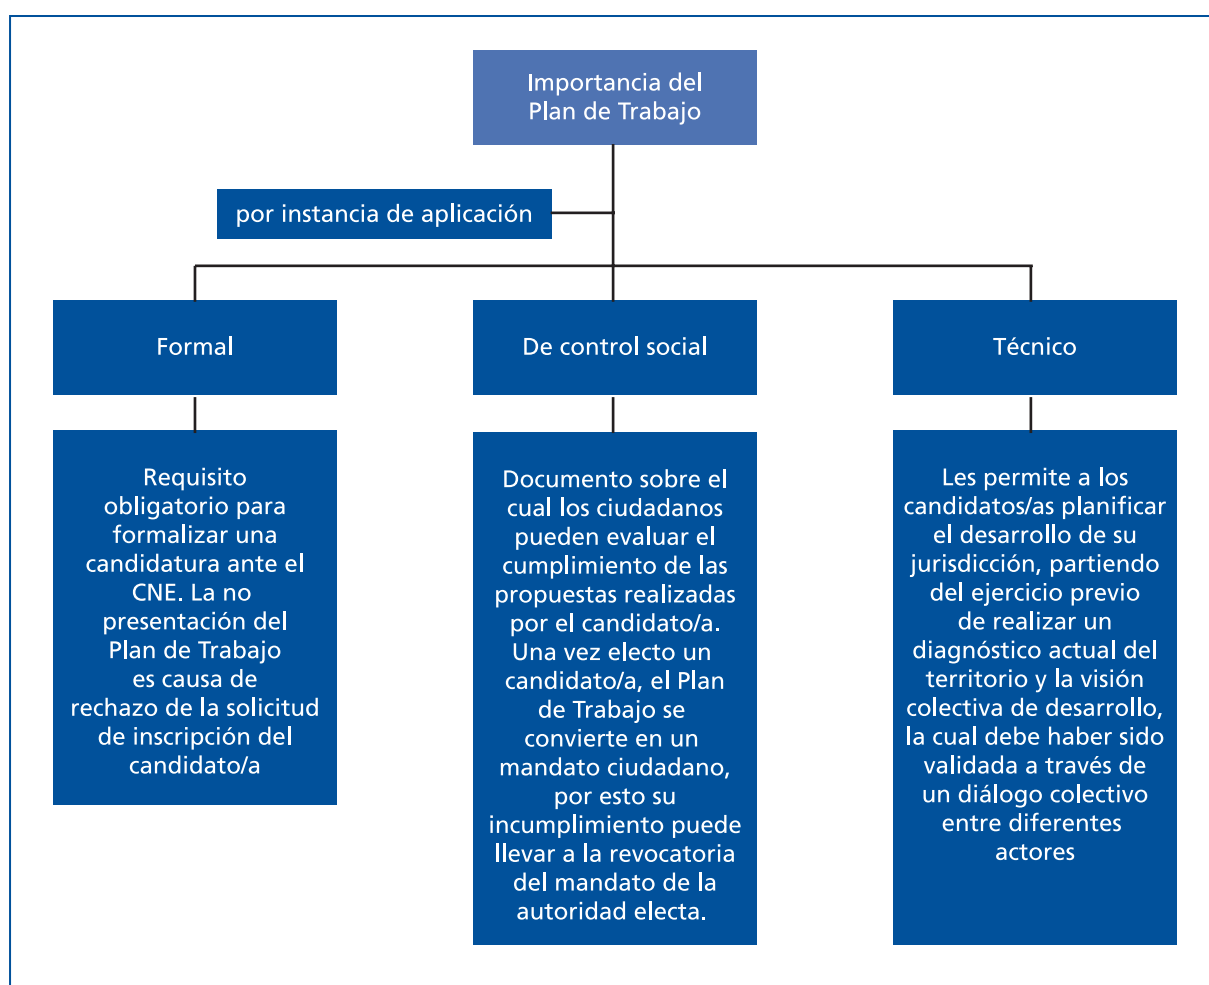 Importancia del
Plan de Trabajo
por instancia de aplicación
Formal
De control social
Técnico
Requisito
obligatorio para
formalizar una
candidatura ante el
CNE. La no
presentación del
Plan de Trabajo
es causa de
rechazo de la solicitud
de inscripción del
candidato/a
Documento sobre el
cual los ciudadanos
pueden evaluar el
cumplimiento de las
propuestas realizadas
por el candidato/a.
Una vez electo un
candidato/a, el Plan
de Trabajo se
convierte en un
mandato ciudadano,
por esto su
incumplimiento puede
llevar a la revocatoria
del mandato de la
autoridad electa.
Les permite a los
candidatos/as planificar
el desarrollo de su
jurisdicción, partiendo
del ejercicio previo
de realizar un
diagnóstico actual del
territorio y la visión
colectiva de desarrollo,
la cual debe haber sido
validada a través de
un diálogo colectivo
entre diferentes
actores